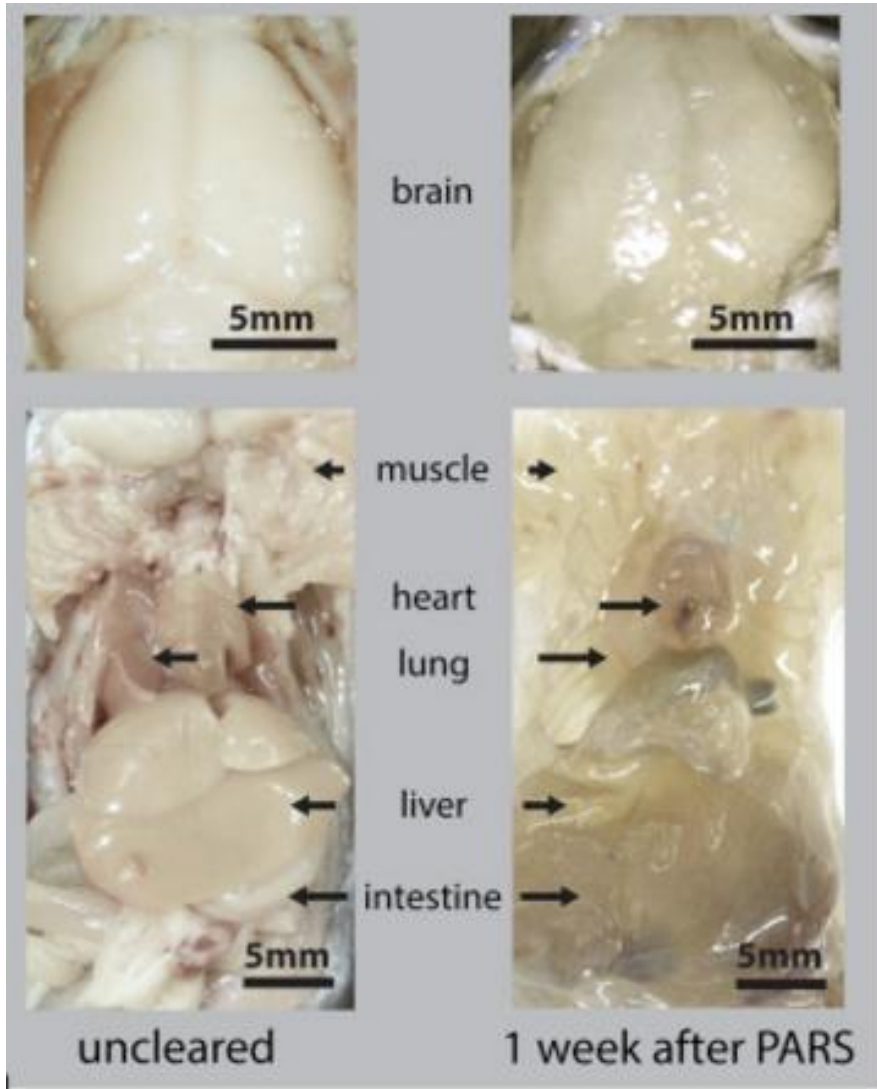 brain
5mm
5mm
muscle
heart
lung
liver
intestine
5mm
5mm
uncleared
1 week after PARS